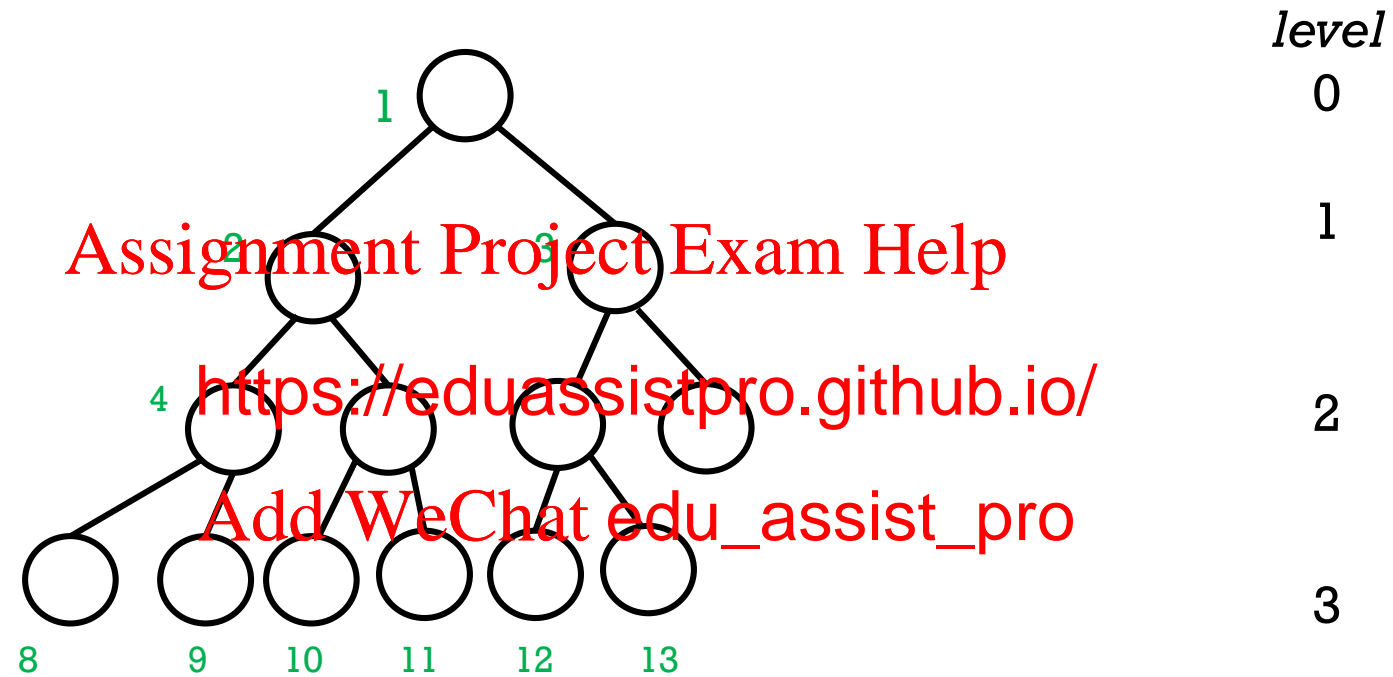 level
1
0
1
2
3
Assignment Project Exam Help
4
https://eduassistpro.github.io/
2
Add WeChat edu_assist_pro
3
8 9 10 11 12 13